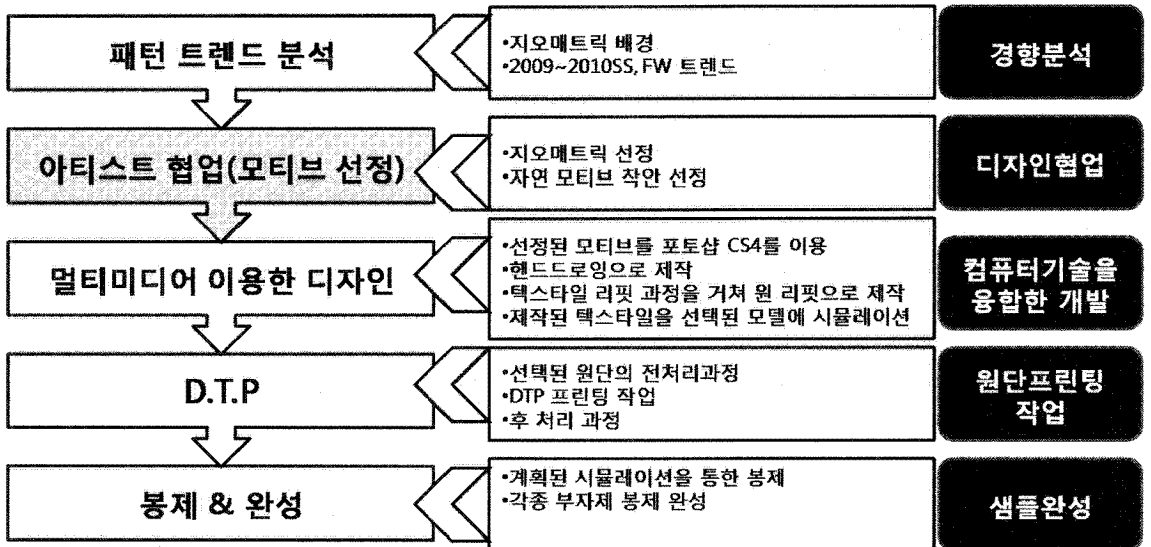 패턴 트렌드 분석
•지오매트릭 배경
•2009~2010SS, FW 트렌드
경향분석
아티스트 협업(모티브 선정)
•지오매트릭 선정
•자연 모티브 착안 선정
디자인협업
멀티미디어 이용한 디자인
•선정된 모티브를 포토샵 CS4를 이용
•핸드드로잉으로 제작
•텍스타일 리핏 과정을 거쳐 원 리핏으로 제작
•제작된 텍스타일을 선택된 모델에 시뮬레이션
컴퓨터기술을
융합한 개발
D.T.P
•선택된 원단의 전처리과정
•DTP 프린팅 작업
•후 처리 과정
원단프린팅
작업
봉제 & 완성
•계획된 시뮬레이션을 통한 봉제
•각종 부자제 봉제 완성
샘플완성